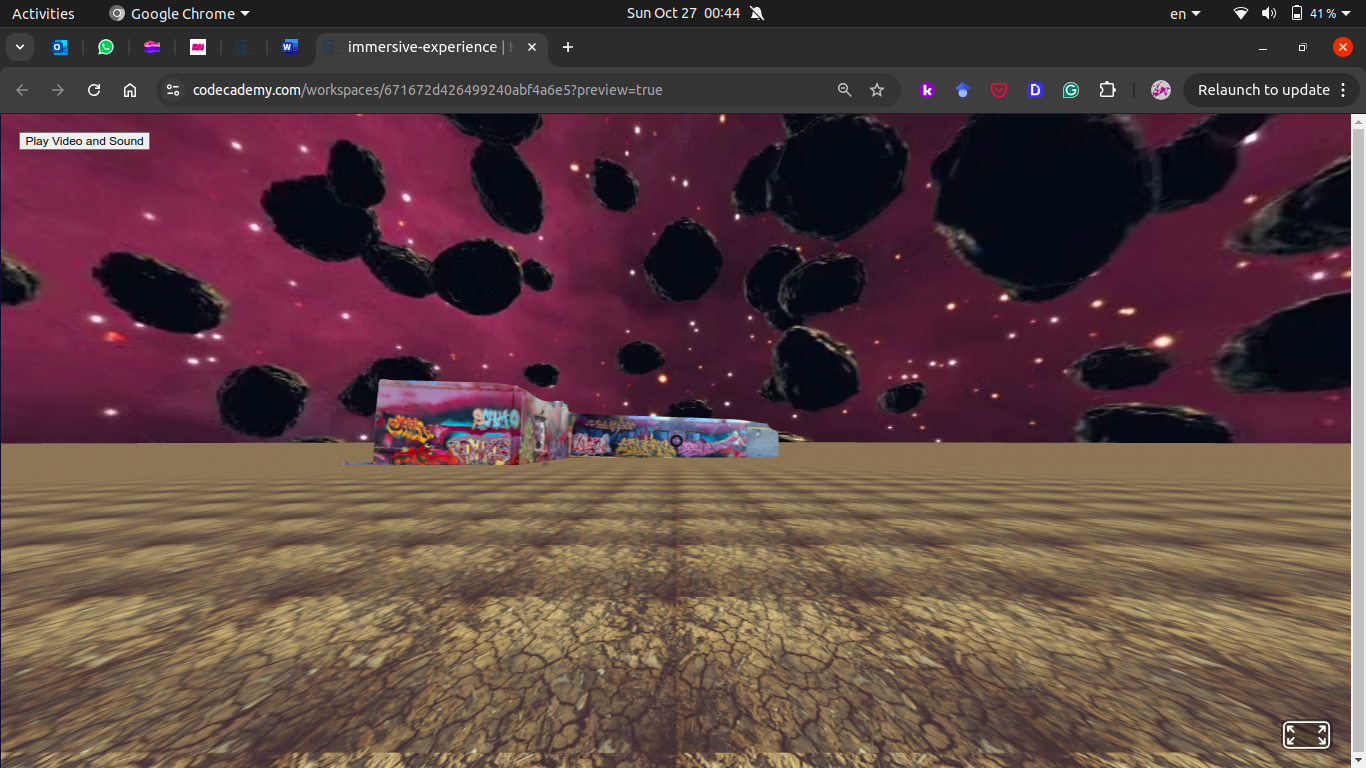 Activities
Google Chrome
Sun Oct 27 00:44
en
41 %
immersive-experience | H
codecademy.com/workspaces/671672d426499240abf4a6e5?preview=true
Relaunch to update
Play Video and Sound